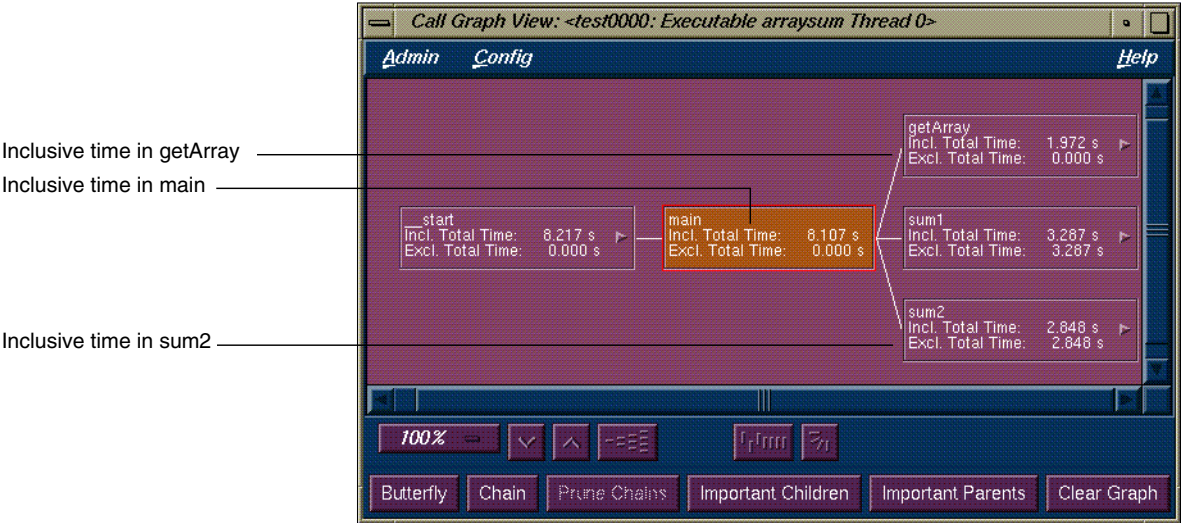 Call Graph View: <test0000: Executable arraysum Thread 0>
Admin Config Help
Inclusive time in getArray
Inclusive time in main
Inclusive time in sum2
getArray
Incl. Total Time: 1.972 s
Excl. Total Time: 0.000 s
__start
Incl. Total Time: 8.217 s
Excl. Total Time: 0.000 s
main
Incl. Total Time: 8.107 s
Excl. Total Time: 0.000 s
sum1
Incl. Total Time: 3.287 s
Excl. Total Time: 3.287 s
sum2
Incl. Total Time: 2.848 s
Excl. Total Time: 2.848 s
100%
Butterfly Chain Prune Chains Important Children Important Parents Clear Graph